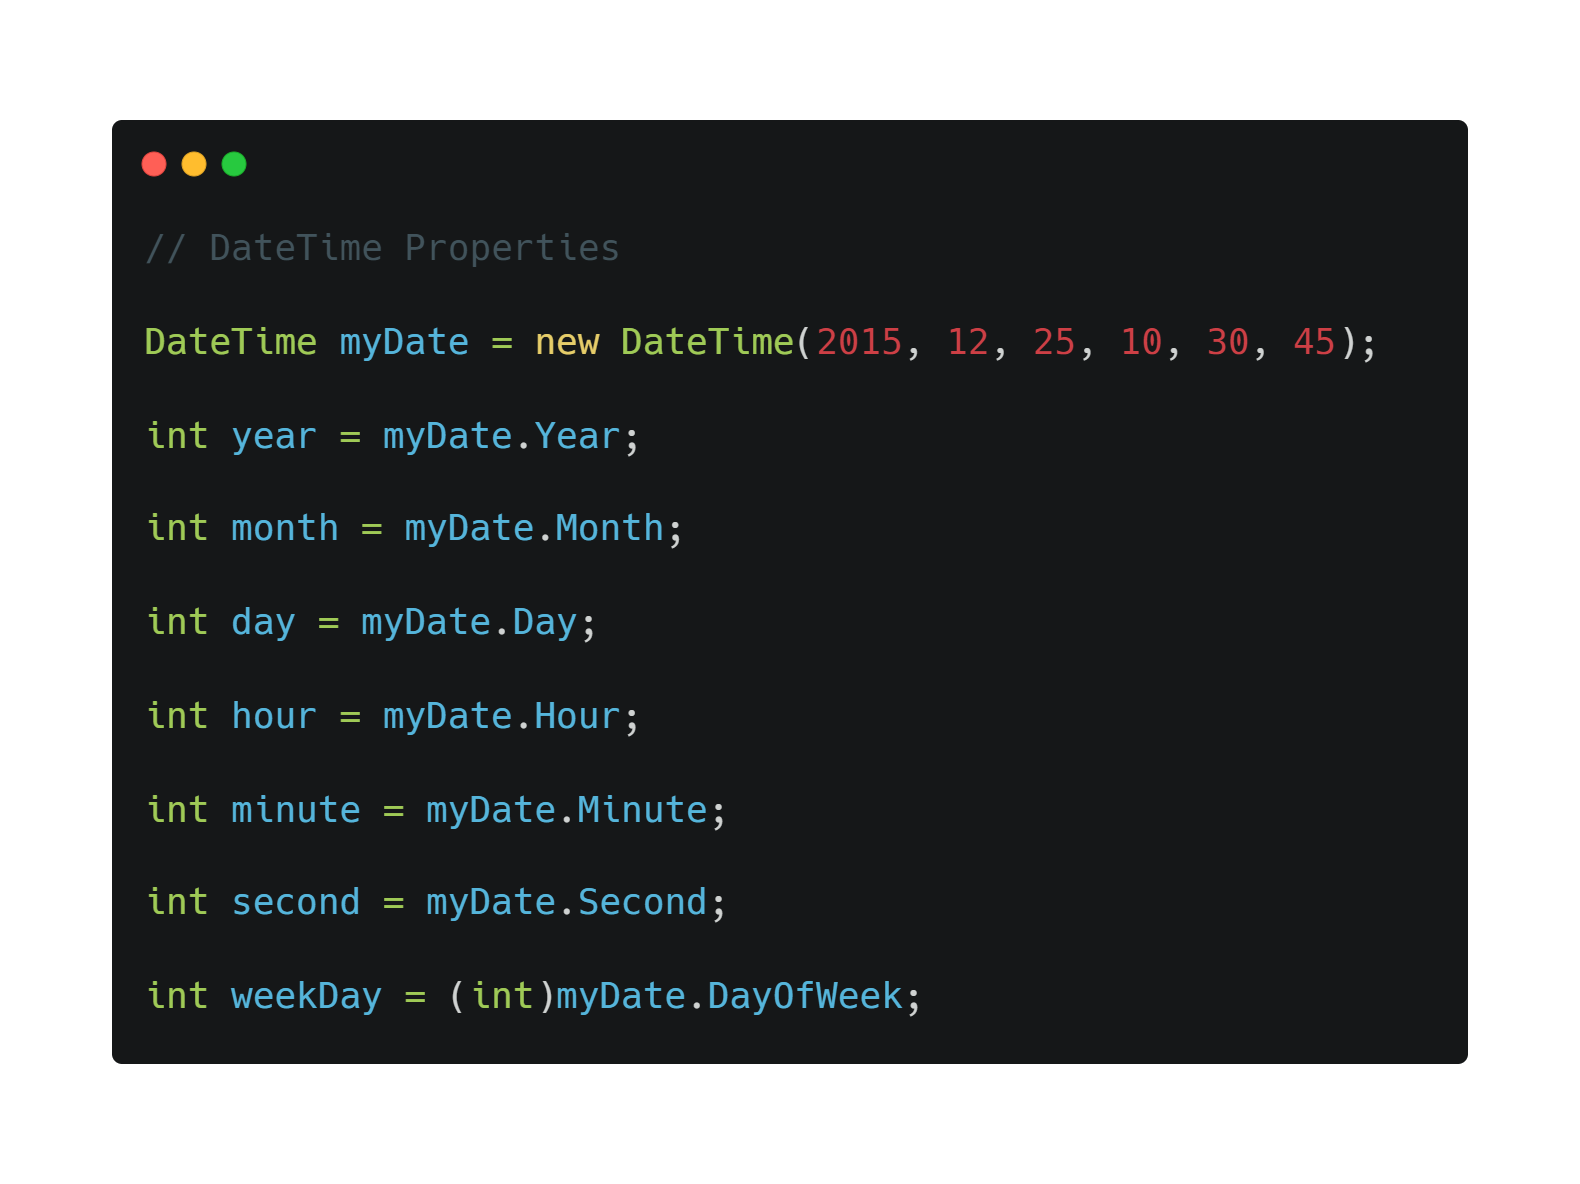 // DateTime Properties
DateTime myDate = new DateTime(2015, 12, 25, 10, 30, 45);
int year = myDate.Year;
int month = myDate.Month;
int day = myDate.Day;
int hour = myDate.Hour;
int minute = myDate.Minute;
int second = myDate.Second;
int weekDay = (int)myDate.DayOfWeek;